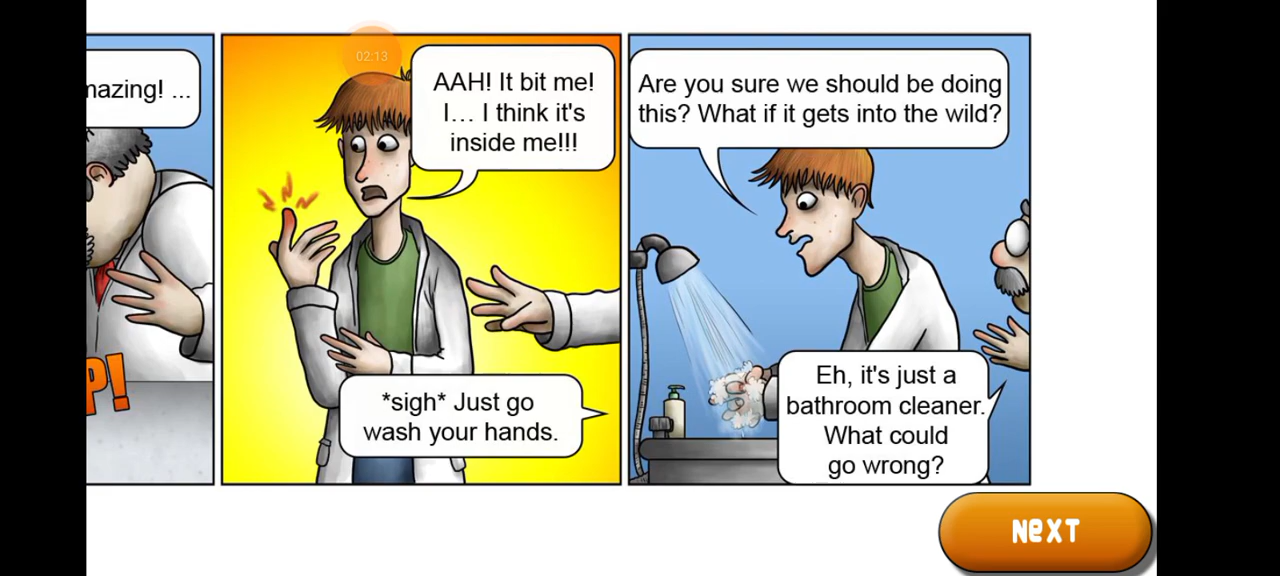 mazing! ...
P!
02:13
AAH! It bit me!
I... I think it's
inside me!!!
*sigh* Just go
wash your hands.
Are you sure we should be doing
this? What if it gets into the wild?
Eh, it's just a
bathroom cleaner.
What could
go wrong?
NeXT